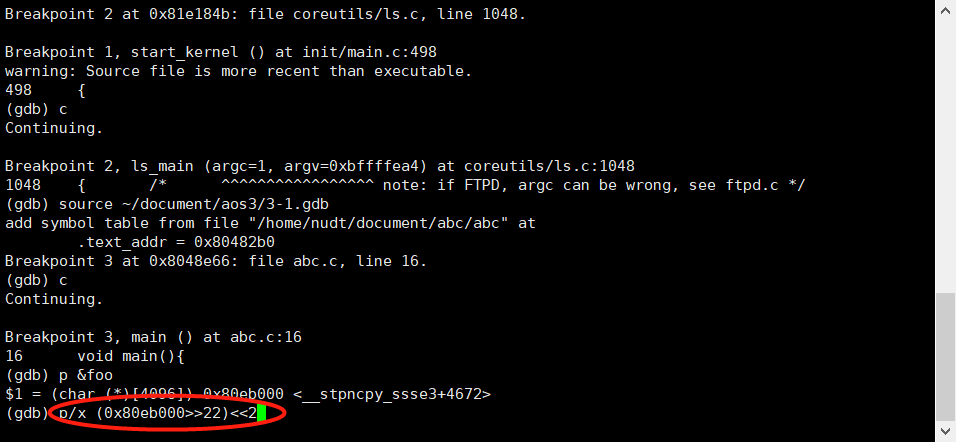 Breakpoint 2 at 0x81e184b: file coreutils/ls.c, line 1048.
Breakpoint 1, start_kernel () at init/main.c:498
warning: Source file is more recent than executable.
498     {
(gdb) c
Continuing.
Breakpoint 2, ls_main (argc=1, argv=0xbffffea4) at coreutils/ls.c:1048
1048    {       /*      ^^^^^^^^^^^^^^^^^ note: if FTPD, argc can be wrong, see ftpd.c */
(gdb) source ~/document/aos3/3-1.gdb
add symbol table from file "/home/nudt/document/abc/abc" at
        .text_addr = 0x80482b0
Breakpoint 3 at 0x8048e66: file abc.c, line 16.
(gdb) c
Continuing.
Breakpoint 3, main () at abc.c:16
16      void main(){
(gdb) p &foo
$1 = (char (*)[4096]) 0x80eb000 <__stpncpy_ssse3+4672>
(gdb) p/x (0x80eb000>>22)<<2